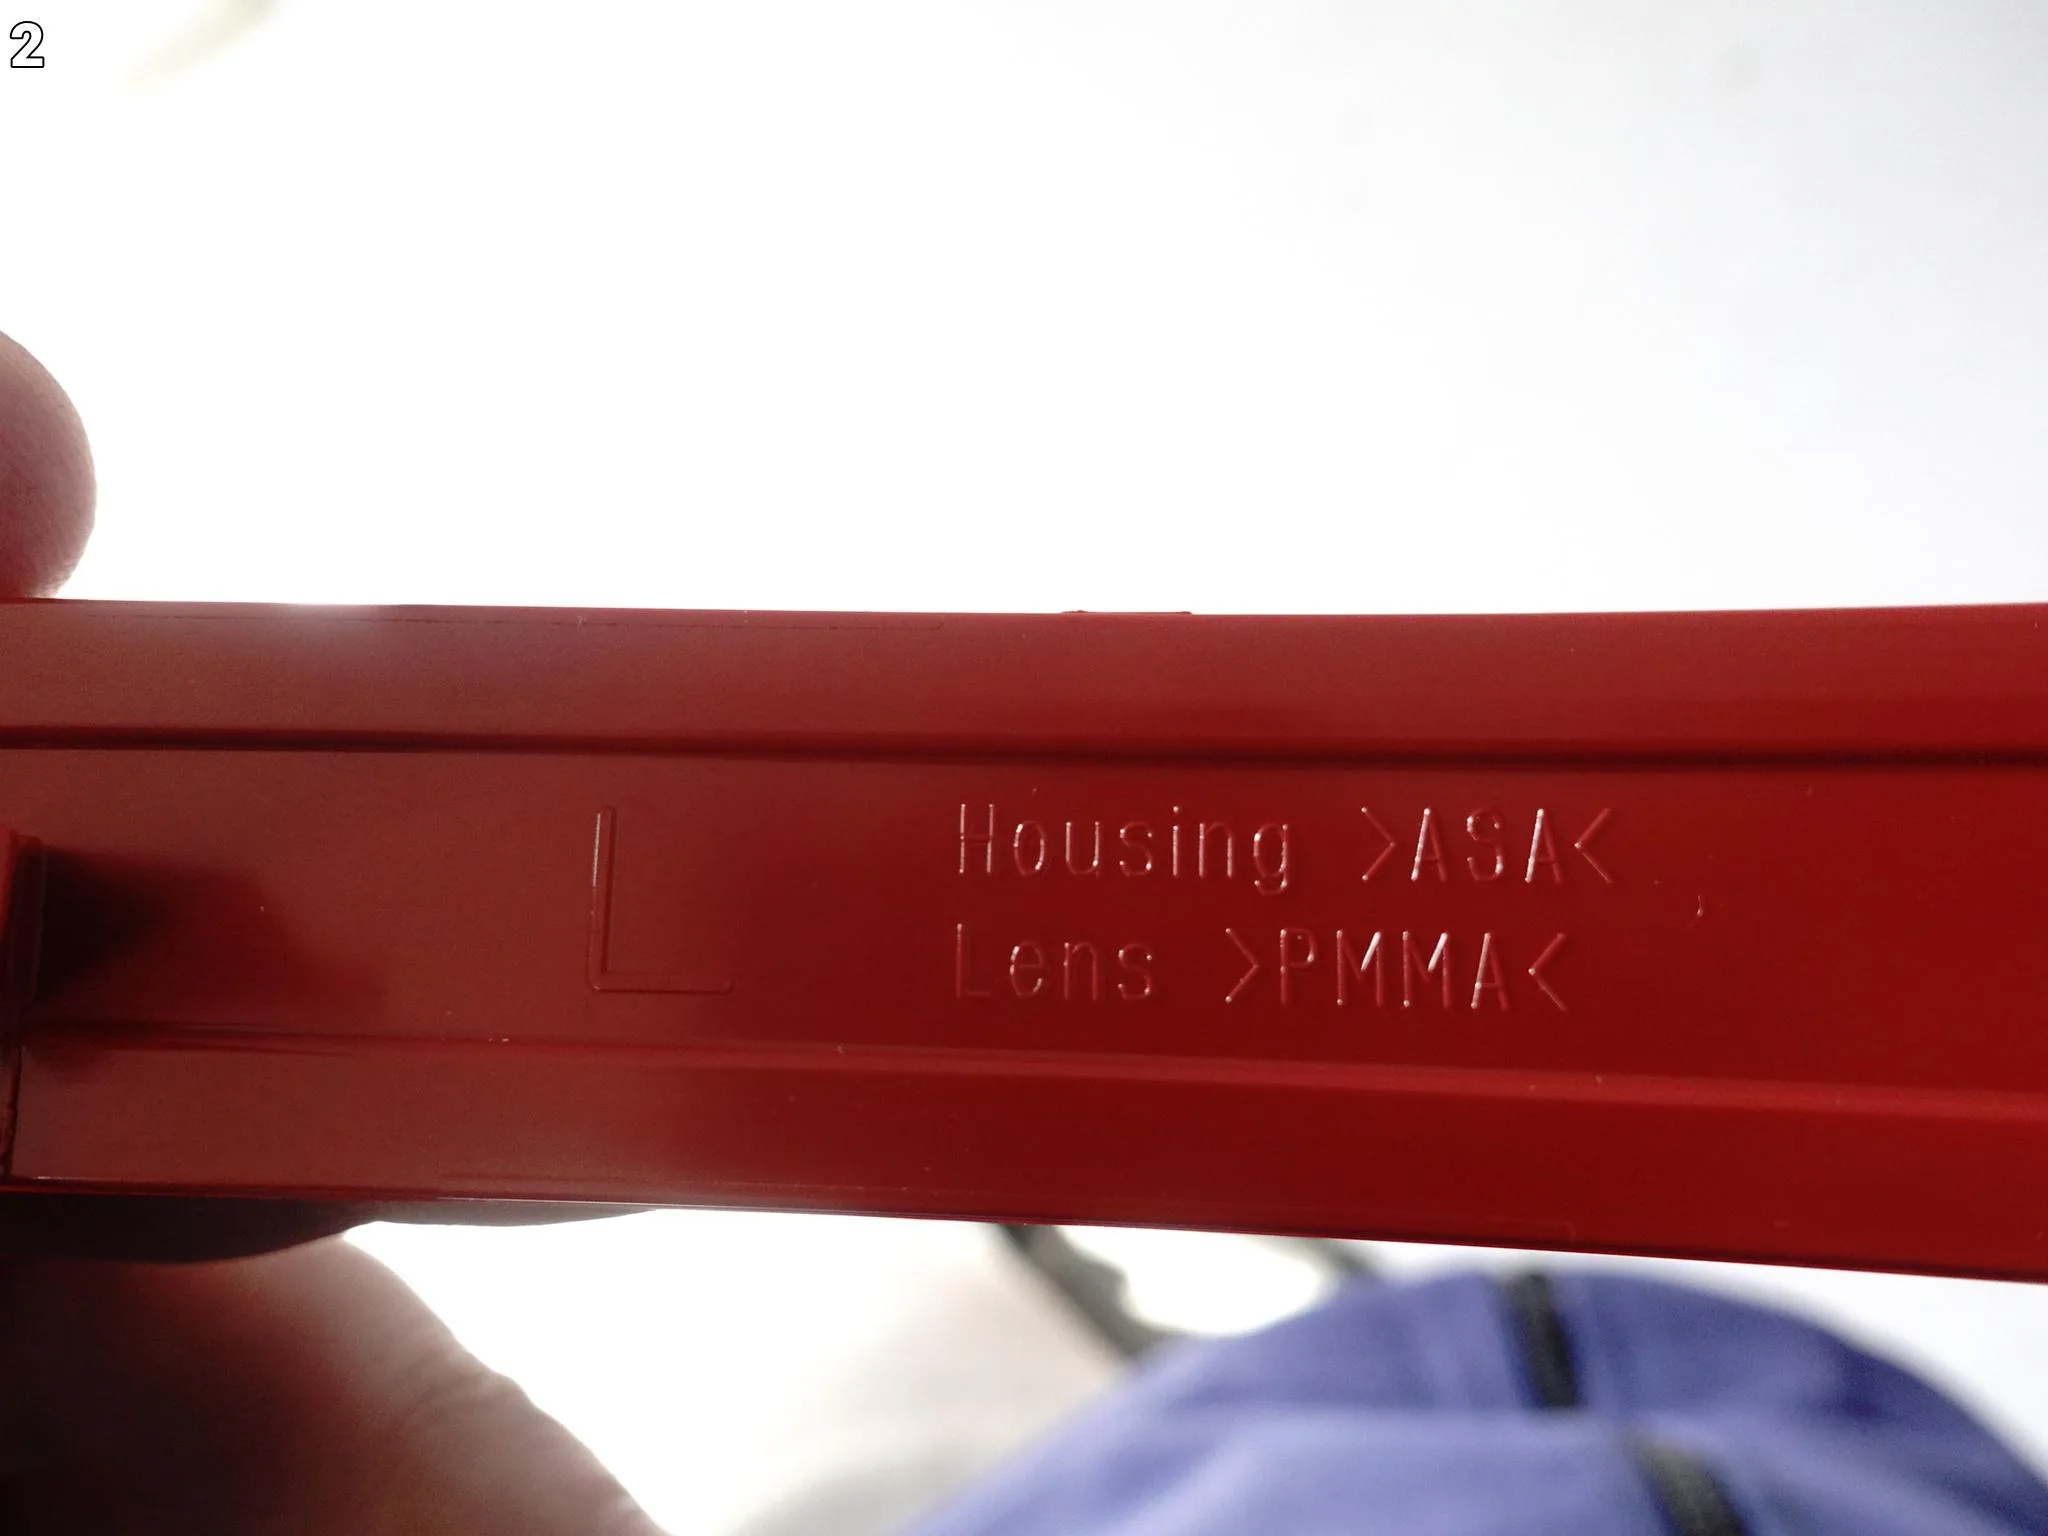 2
L
Housing >ASA<
Lens >PMMA<